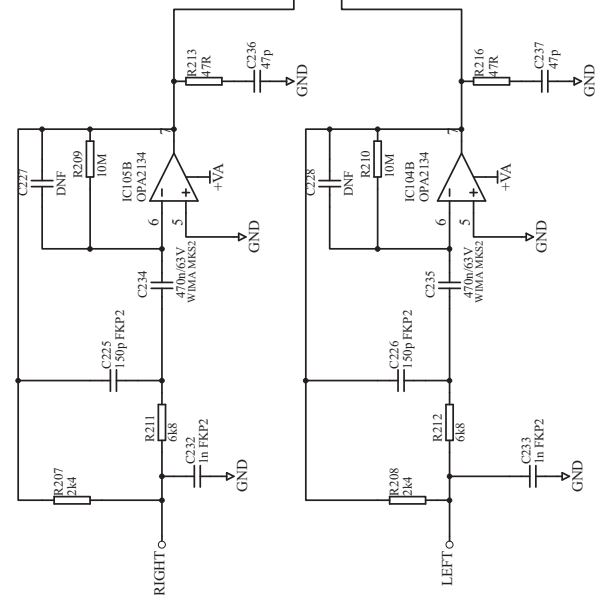 R213
47R
C236
47p
GND
C227
DNF
R209
10M
IC105B
OPA2134
7
+VA
6
5
GND
C234
470n/63V
WIMA MKS2
C225
150p FKP2
R211
6k8
C232
1n FKP2
GND
R207
2k4
RIGHT
R216
47R
C237
47p
GND
C228
DNF
R210
10M
IC104B
OPA2134
7
+VA
6
5
GND
C235
470n/63V
WIMA MKS2
C226
150p FKP2
R212
6k8
C233
1n FKP2
GND
R208
2k4
LEFT